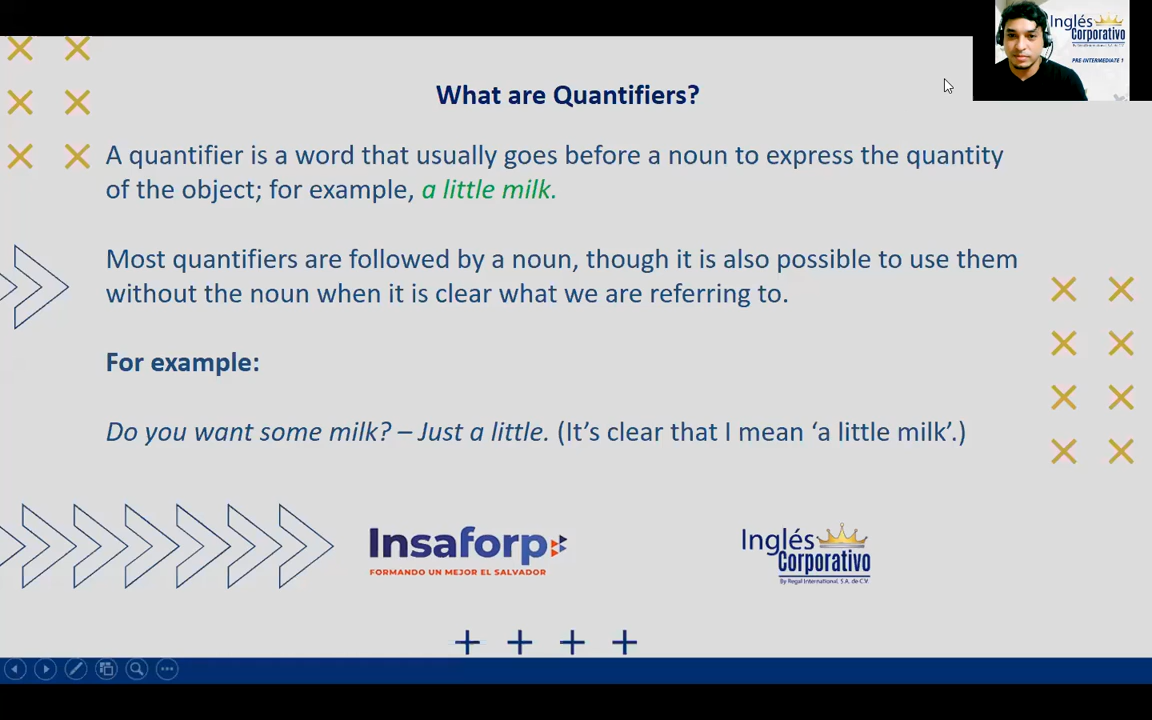 Inglés
Corporativo
PRE-INTERMEDIATE 1
What are Quantifiers?
A quantifier is a word that usually goes before a noun to express the quantity
of the object; for example, a little milk.
Most quantifiers are followed by a noun, though it is also possible to use them
without the noun when it is clear what we are referring to.
For example:
Do you want some milk? – Just a little. (It’s clear that I mean ‘a little milk’.)
Insaforp
FORMANDO UN MEJOR EL SALVADOR
Inglés
Corporativo
By Regal International, S.A. de C.V.